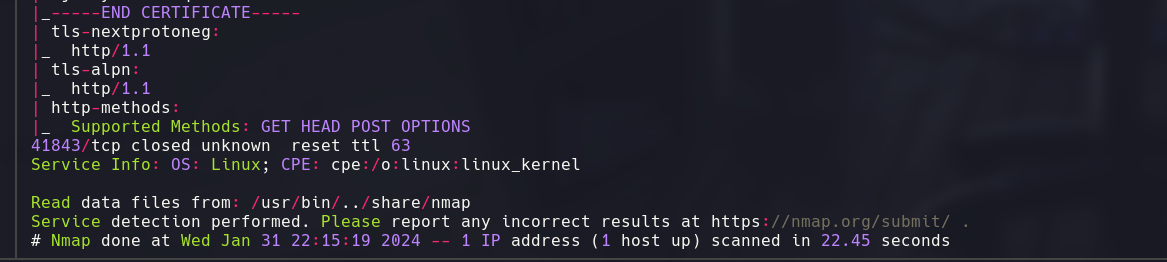 |_-----END CERTIFICATE-----
| tls-nextprotoneg:
|_  http/1.1
| tls-alpn:
|_  http/1.1
| http-methods:
|_  Supported Methods: GET HEAD POST OPTIONS
41843/tcp closed unknown  reset ttl 63
Service Info: OS: Linux; CPE: cpe:/o:linux:linux_kernel

Read data files from: /usr/bin/../share/nmap
Service detection performed. Please report any incorrect results at https://nmap.org/submit/ .
# Nmap done at Wed Jan 31 22:15:19 2024 -- 1 IP address (1 host up) scanned in 22.45 seconds